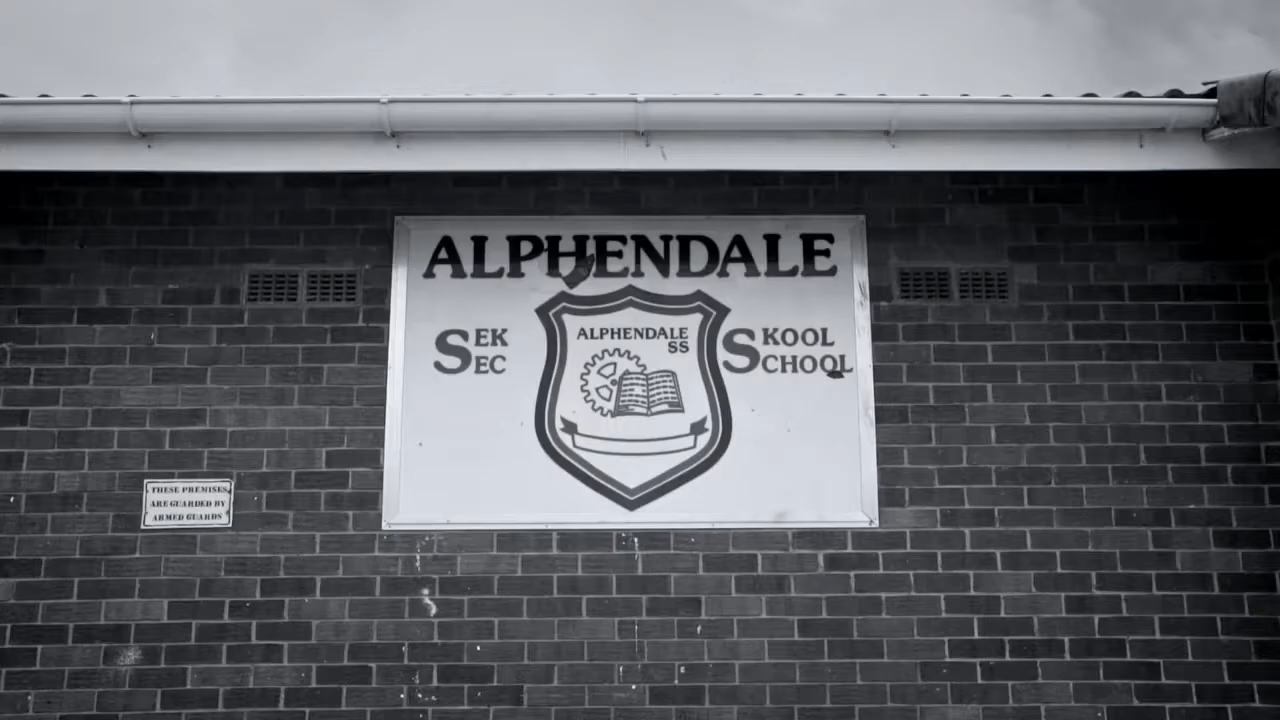 ALPHENDALE
SEK SKOOL
SEC SCHOOL
ALPHENDALE
SS
THESE PREMISES
ARE GUARDED BY
ARMED GUARDS